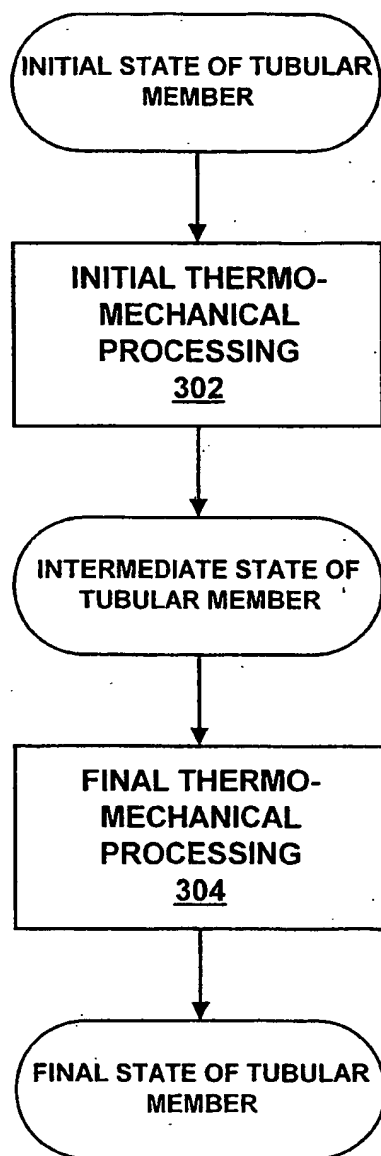 INITIAL STATE OF TUBULAR
MEMBER
INITIAL THERMO-
MECHANICAL
PROCESSING
302
INTERMEDIATE STATE OF
TUBULAR MEMBER
FINAL THERMO-
MECHANICAL
PROCESSING
304
FINAL STATE OF TUBULAR
MEMBER